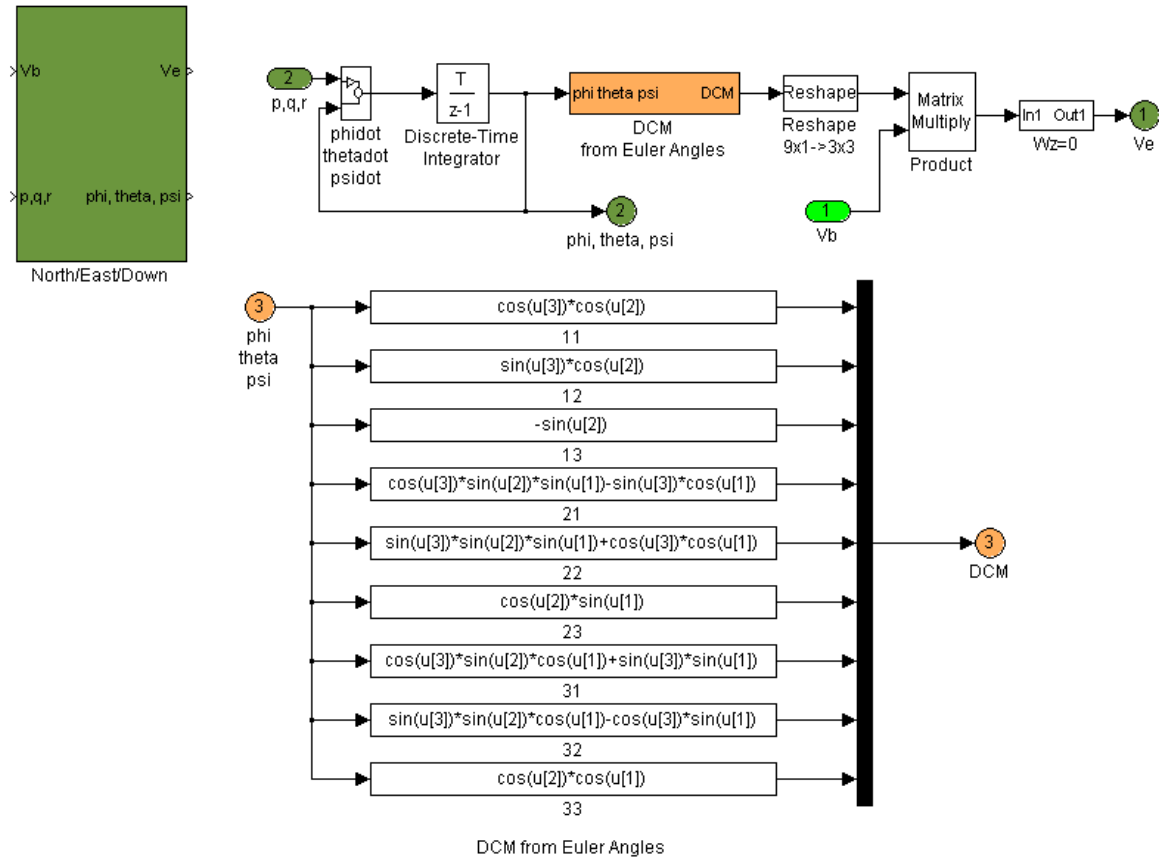 Vb
Ve
p,q,r
phi, theta, psi
North/East/Down
2
p,q,r
phidot
thetadot
psidot
T
z-1
Discrete-Time
Integrator
phi theta psi
DCM
DCM
from Euler Angles
Reshape
Reshape
9x1->3x3
Matrix
Multiply
Product
In1
Out1
Wz=0
1
Ve
2
phi, theta, psi
1
Vb
3
phi
theta
psi
cos(u[3])*cos(u[2])
11
sin(u[3])*cos(u[2])
12
-sin(u[2])
13
cos(u[3])*sin(u[2])*sin(u[1])-sin(u[3])*cos(u[1])
21
sin(u[3])*sin(u[2])*sin(u[1])+cos(u[3])*cos(u[1])
22
cos(u[2])*sin(u[1])
23
cos(u[3])*sin(u[2])*cos(u[1])+sin(u[3])*sin(u[1])
31
sin(u[3])*sin(u[2])*cos(u[1])-cos(u[3])*sin(u[1])
32
cos(u[2])*cos(u[1])
33
3
DCM
DCM from Euler Angles